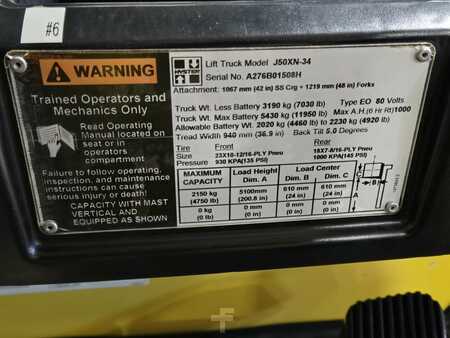 #6
WARNING
Trained Operators and
Mechanics Only
Read Operating
Manual located on
seat or in
operators
compartment
Failure to follow operating,
inspection, and maintenance
instructions can cause
serious injury or death!
CAPACITY WITH MAST
VERTICAL AND
EQUIPPED AS SHOWN
HYSTER
Lift Truck Model J50XN-34
Serial No. A276B01508H
Attachment: 1067 mm (42 in) SS Crg + 1219 mm (48 in) Forks
Truck Wt. Less Battery 3190 kg (7030 lb) Type EO 80 Volts
Truck Wt. Max Battery 5430 kg (11950 lb) Max A.H (6 Hr Rt) 1000
Allowable Battery Wt. 2020 kg (4460 lb) to 2230 kg (4920 lb)
Tread Width 940 mm (36.9 in) Back Tilt 5.0 Degrees
Tire Front Rear
Size 23X10-12/16-PLY Pneu 18X7-8/16-PLY Pneu
Pressure 930 KPA(135 PSI) 1000 KPA(145 PSI)
MAXIMUM CAPACITY Load Height Dim. A Load Center Dim. B Dim. C
2150 kg (4750 lb) 5100mm (200.8 in) 610 mm (24 in) 610 mm (24 in)
0 kg (0 lb) 0mm (0 in) 0 mm (0 in) 0 mm (0 in)
C
B
A